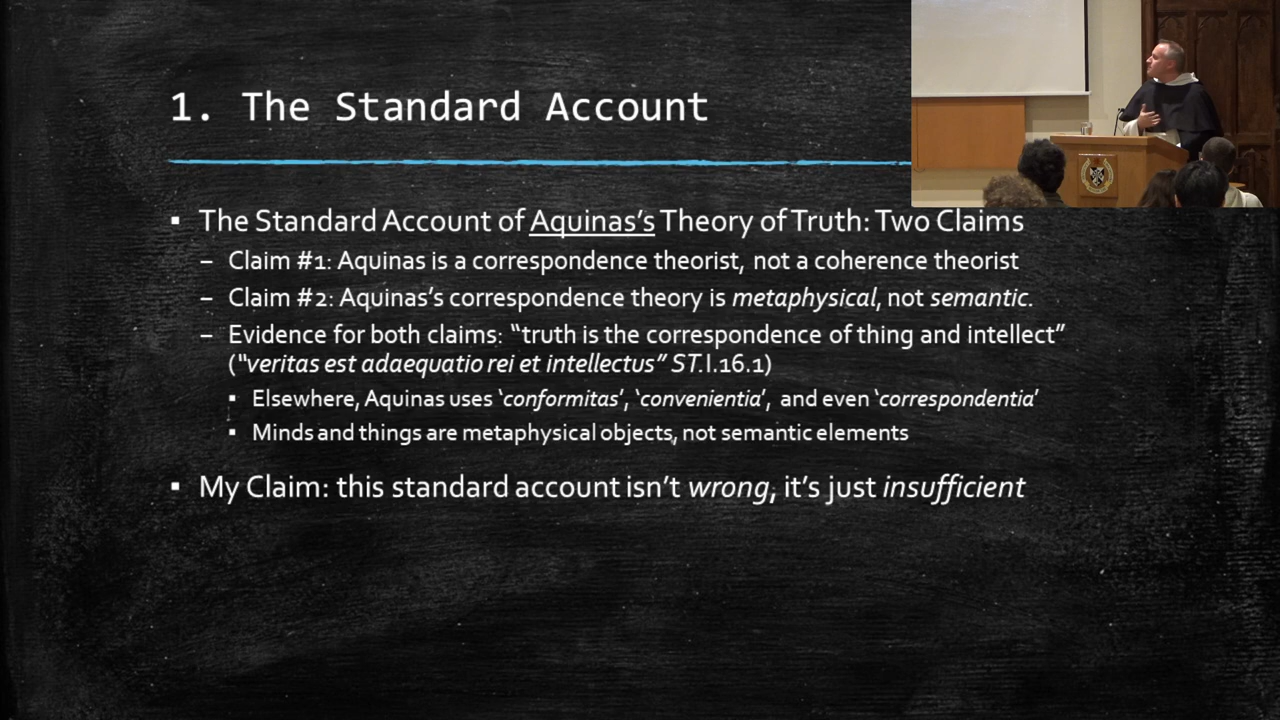 1. The Standard Account
▪ The Standard Account of Aquinas's Theory of Truth: Two Claims
– Claim #1: Aquinas is a correspondence theorist, not a coherence theorist
– Claim #2: Aquinas's correspondence theory is metaphysical, not semantic.
– Evidence for both claims: "truth is the correspondence of thing and intellect"
("veritas est adaequatio rei et intellectus" ST.I.16.1)
▪ Elsewhere, Aquinas uses 'conformitas', 'convenientia', and even 'correspondentia'
▪ Minds and things are metaphysical objects, not semantic elements
▪ My Claim: this standard account isn't wrong, it's just insufficient